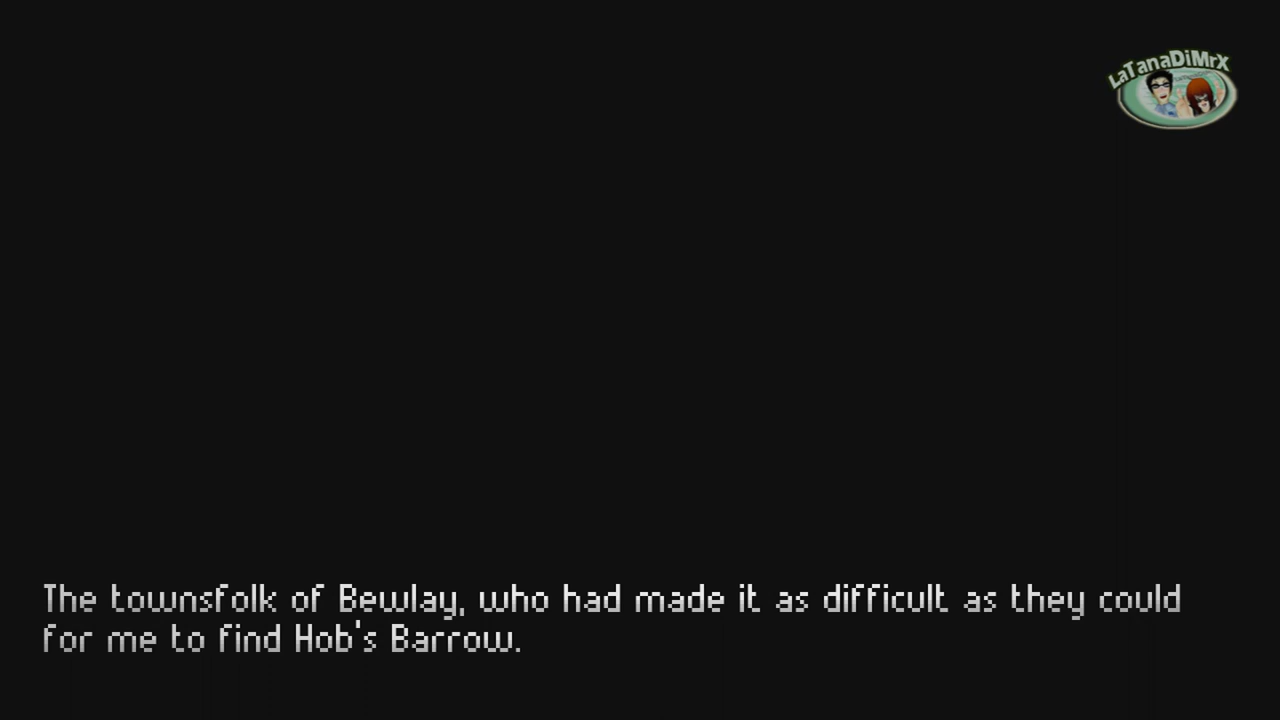 LaTanaDiMrX
The townsfolk of Bewlay, who had made it as difficult as they could
for me to find Hob's Barrow.